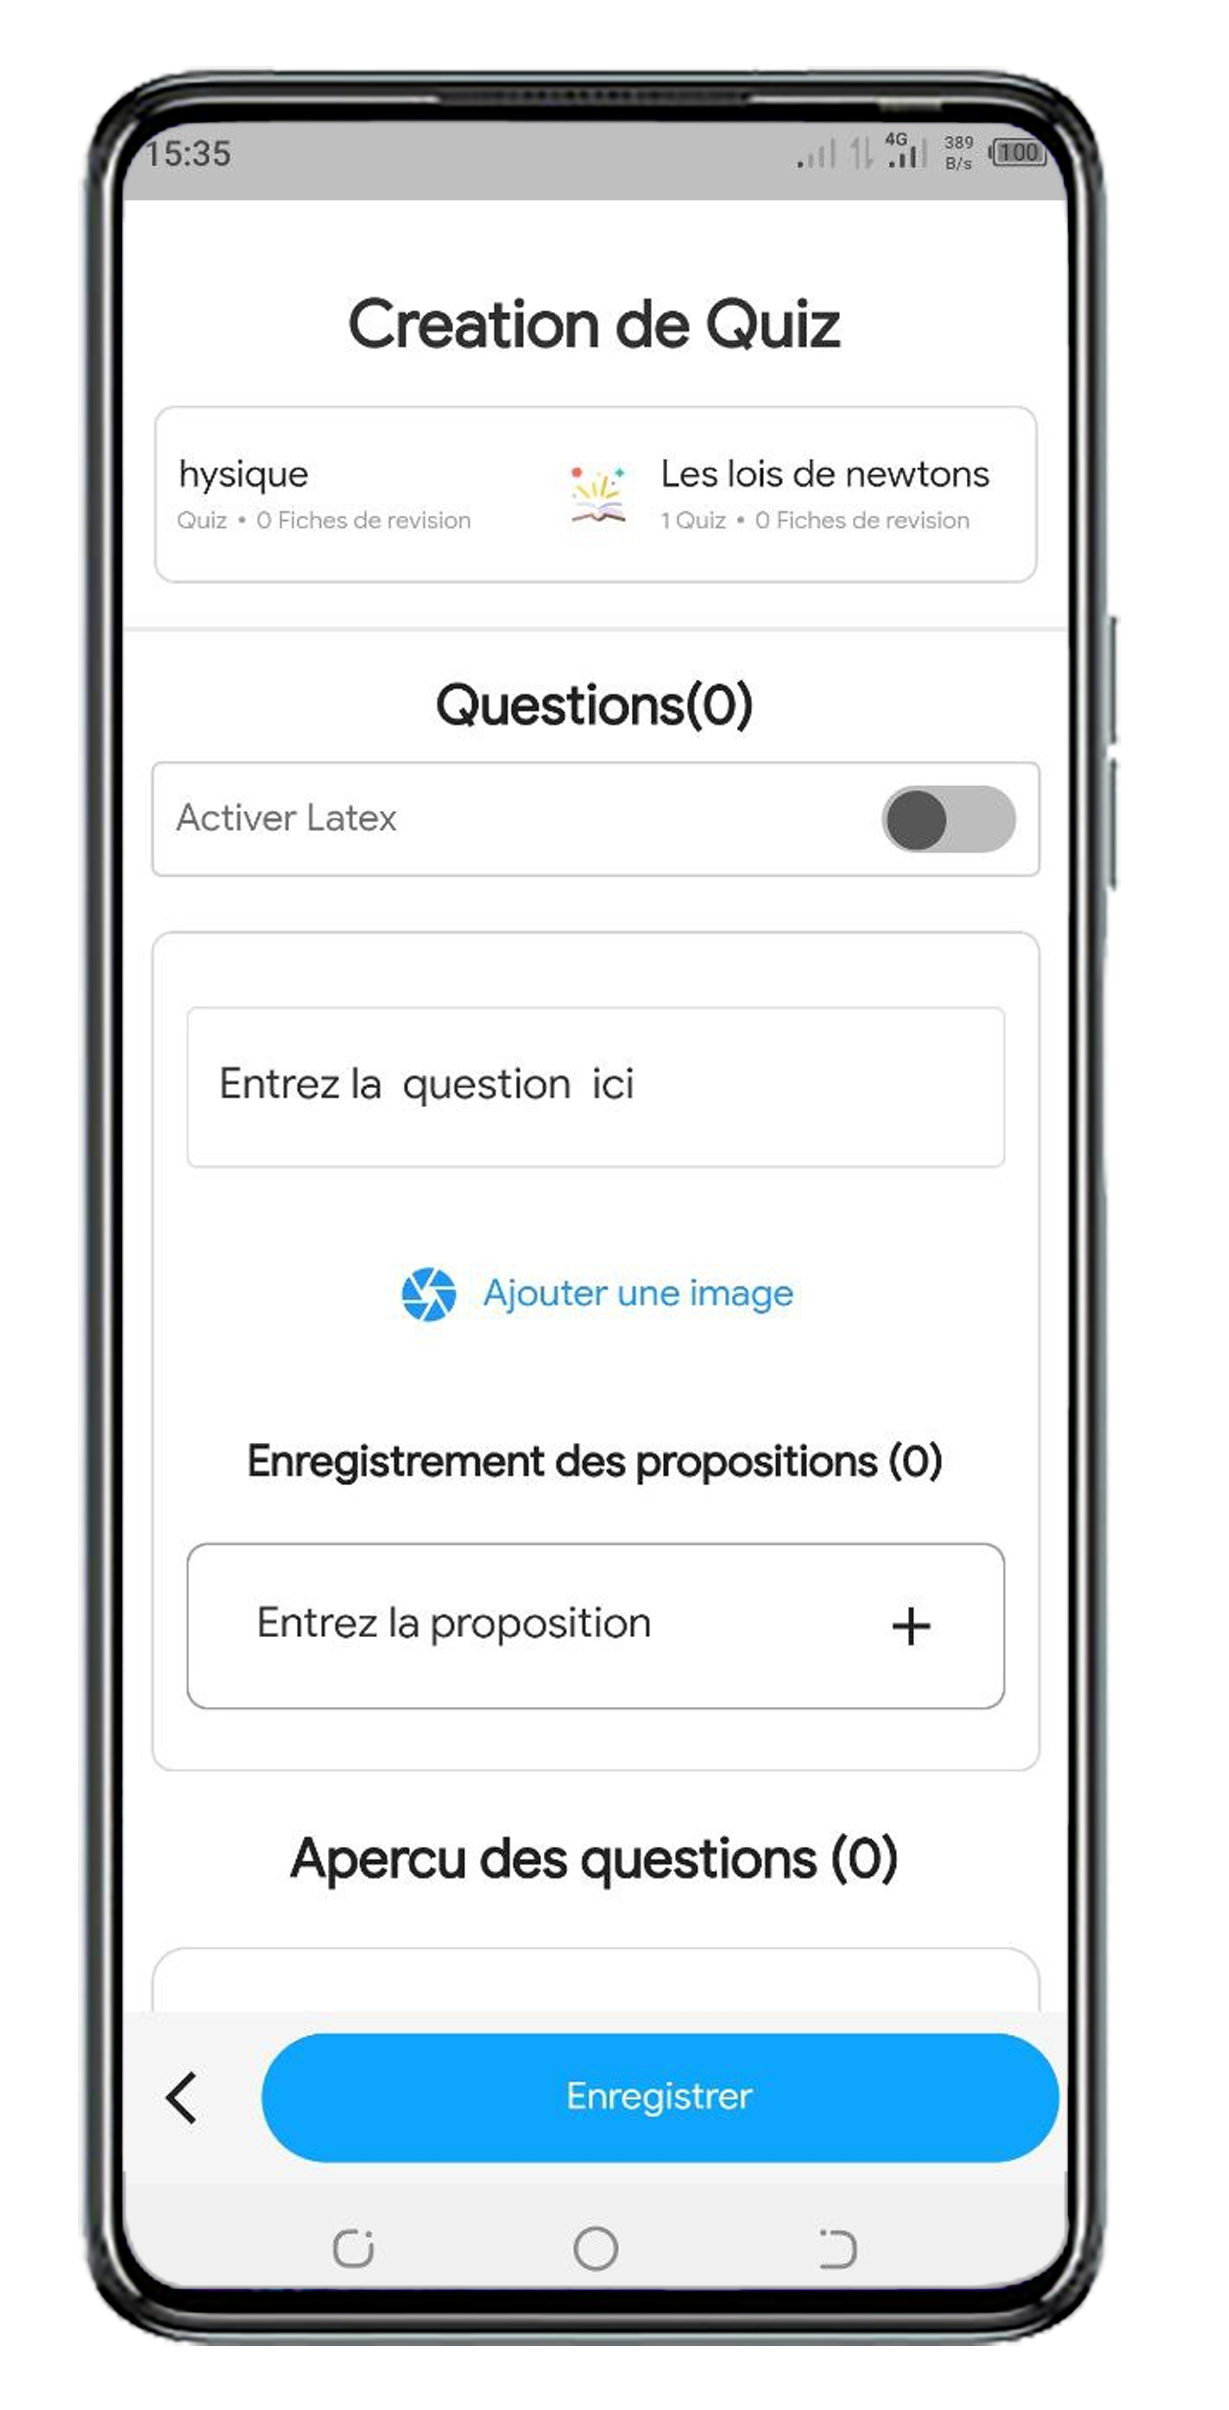 15:35
4G 389 B/s 100
Creation de Quiz
hysique Les lois de newtons
Quiz • 0 Fiches de revision 1 Quiz • 0 Fiches de revision
Questions(0)
Activer Latex
Entrez la question ici
Ajouter une image
Enregistrement des propositions (0)
Entrez la proposition +
Apercu des questions (0)
Enregistrer